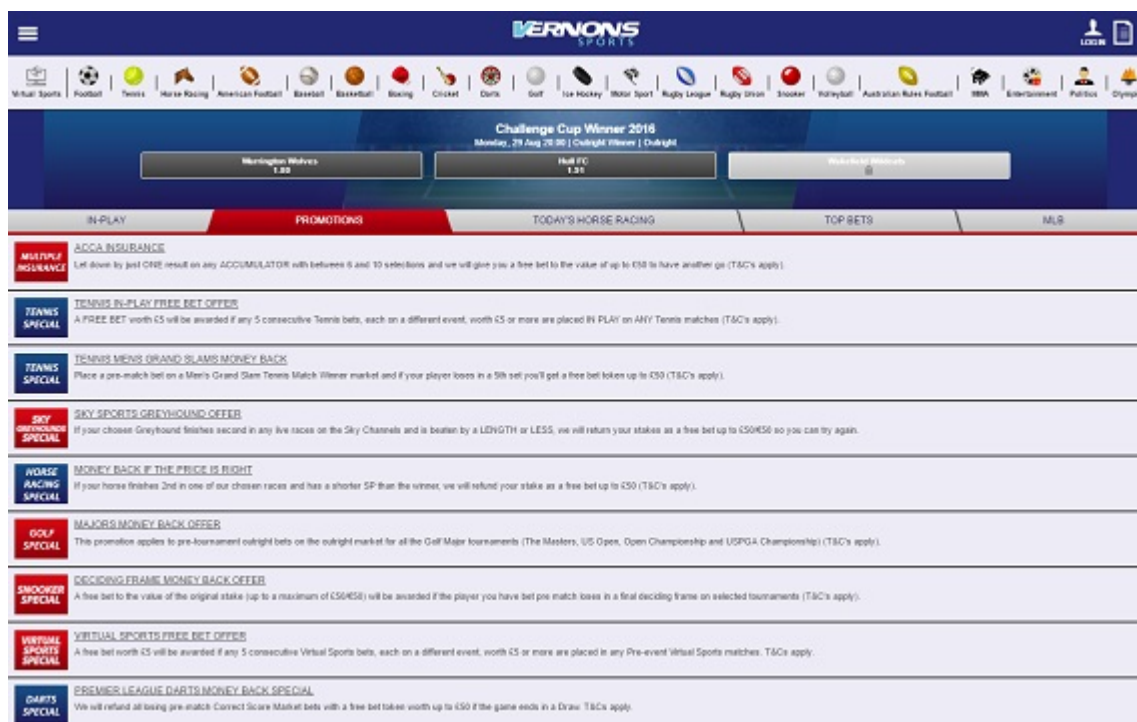 VERNONS
SPORTS
LOG IN
Virtual Sports
Football
Tennis
Horse Racing
American Football
Baseball
Basketball
Boxing
Cricket
Darts
Golf
Ice Hockey
Motor Sport
Rugby League
Rugby Union
Snooker
Volleyball
Australian Rules Football
MMA
Entertainment
Politics
Olympi
Challenge Cup Winner 2016
Monday, 29 Aug 20:00 | Outright Winner | Outright
Warrington Wolves
Hull FC
Wakefield Wildcats
1.91
IN-PLAY
PROMOTIONS
TODAY'S HORSE RACING
TOP BETS
MLB
MULTIPLE INSURANCE
ACCA INSURANCE
Let down by just ONE result on any ACCUMULATOR with between 6 and 10 selections and we will give you a free bet to the value of up to €50 to have another go (T&C's apply).
TENNIS SPECIAL
TENNIS IN-PLAY FREE BET OFFER
A FREE BET worth £5 will be awarded if any 5 consecutive Tennis bets, each on a different event, worth £5 or more are placed IN PLAY on ANY Tennis matches (T&C's apply).
TENNIS SPECIAL
TENNIS MENS GRAND SLAMS MONEY BACK
Place a pre-match bet on a Men's Grand Slam Tennis Match Winner market and if your player loses in a 5th set you'll get a free bet token up to €50 (T&C's apply).
SKY GREYHOUNDS SPECIAL
SKY SPORTS GREYHOUND OFFER
If your chosen Greyhound finishes second in any live races on the Sky Channels and is beaten by a LENGTH or LESS, we will return your stakes as a free bet up to £50/€50 so you can try again.
HORSE RACING SPECIAL
MONEY BACK IF THE PRICE IS RIGHT
If your horse finishes 2nd in one of our chosen races and has a shorter SP than the winner, we will refund your stake as a free bet up to £50 (T&C's apply).
GOLF SPECIAL
MAJORS MONEY BACK OFFER
This promotion applies to pre-tournament outright bets on the outright market for all the Golf Major tournaments (The Masters, US Open, Open Championship and USPGA Championship) (T&C's apply).
SNOOKER SPECIAL
DECIDING FRAME MONEY BACK OFFER
A free bet to the value of the original stake (up to a maximum of £50/€50) will be awarded if the player you have bet pre match loses in a final deciding frame on selected tournaments (T&C's apply).
VIRTUAL SPORTS SPECIAL
VIRTUAL SPORTS FREE BET OFFER
A free bet worth £5 will be awarded if any 5 consecutive Virtual Sports bets, each on a different event, worth £5 or more are placed in any Pre-event Virtual Sports matches. T&Cs apply.
DARTS SPECIAL
PREMIER LEAGUE DARTS MONEY BACK SPECIAL
We will refund all losing pre-match Correct Score Market bets with a free bet token worth up to £50 if the game ends in a Draw. T&Cs apply.